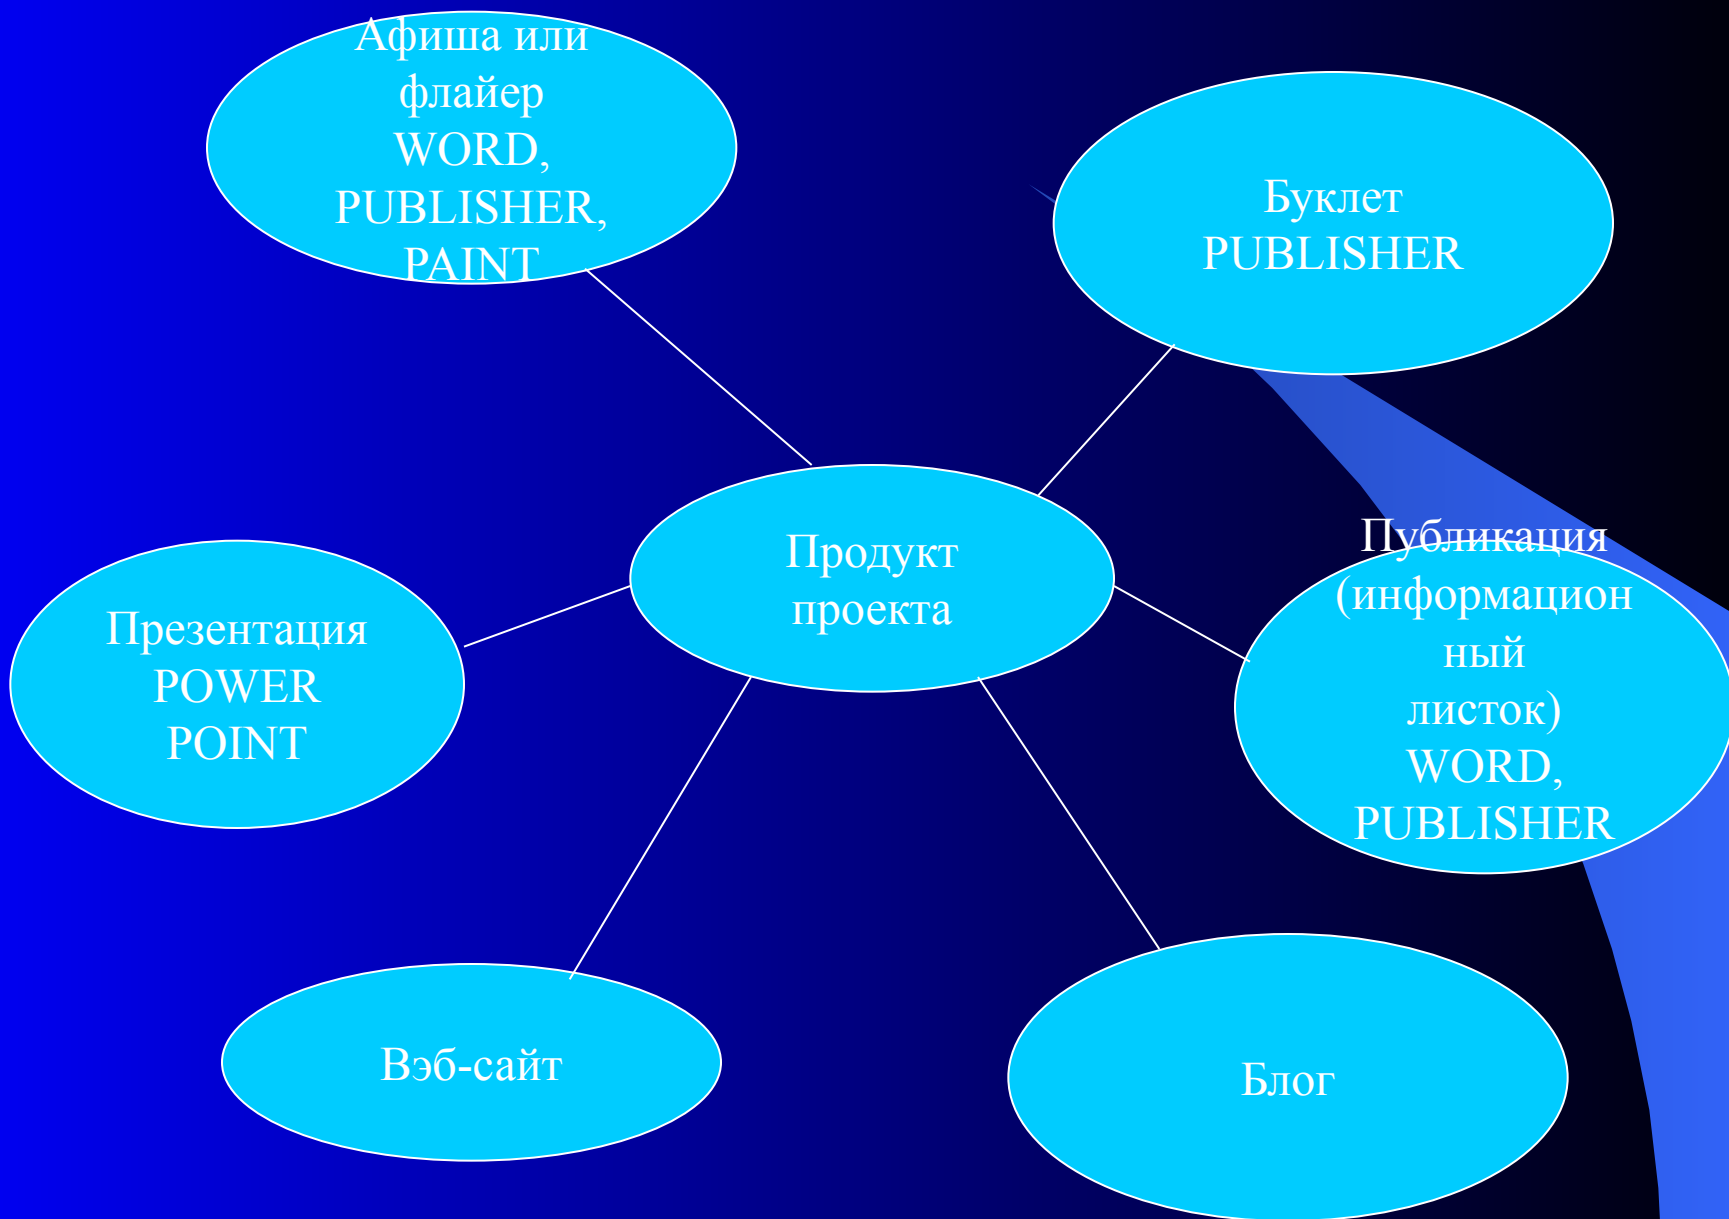 Афиша или
флайер
WORD,
PUBLISHER,
PAINT
Буклет
PUBLISHER
Продукт
проекта
Публикация
(информацион
ный
листок)
WORD,
PUBLISHER
Презентация
POWER
POINT
Вэб-сайт
Блог